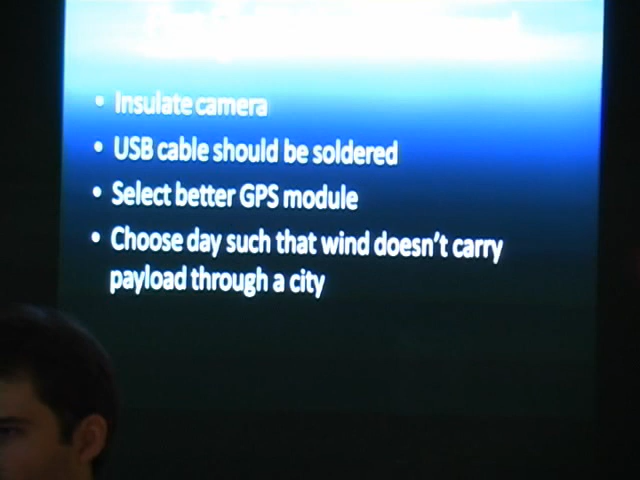 • Insulate camera
• USB cable should be soldered
• Select better GPS module
• Choose day such that wind doesn't carry
payload through a city